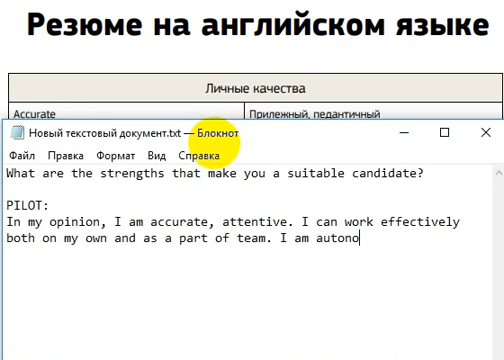 Резюме на английском языке
Личные качества
Accurate
Прилежный, педантичный
Новый текстовый документ.txt — Блокнот
Файл Правка Формат Вид Справка
What are the strengths that make you a suitable candidate?
PILOT:
In my opinion, I am accurate, attentive. I can work effectively
both on my own and as a part of team. I am autono